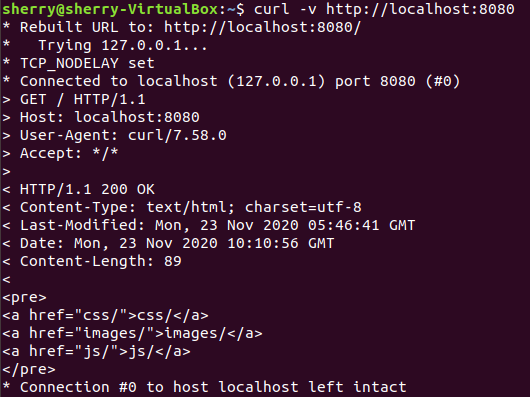 sherry@sherry-VirtualBox:~$ curl -v http://localhost:8080
* Rebuilt URL to: http://localhost:8080/
*   Trying 127.0.0.1...
* TCP_NODELAY set
* Connected to localhost (127.0.0.1) port 8080 (#0)
> GET / HTTP/1.1
> Host: localhost:8080
> User-Agent: curl/7.58.0
> Accept: */*
>
< HTTP/1.1 200 OK
< Content-Type: text/html; charset=utf-8
< Last-Modified: Mon, 23 Nov 2020 05:46:41 GMT
< Date: Mon, 23 Nov 2020 10:10:56 GMT
< Content-Length: 89
<
<pre>
<a href="css/">css/</a>
<a href="images/">images/</a>
<a href="js/">js/</a>
</pre>
* Connection #0 to host localhost left intact